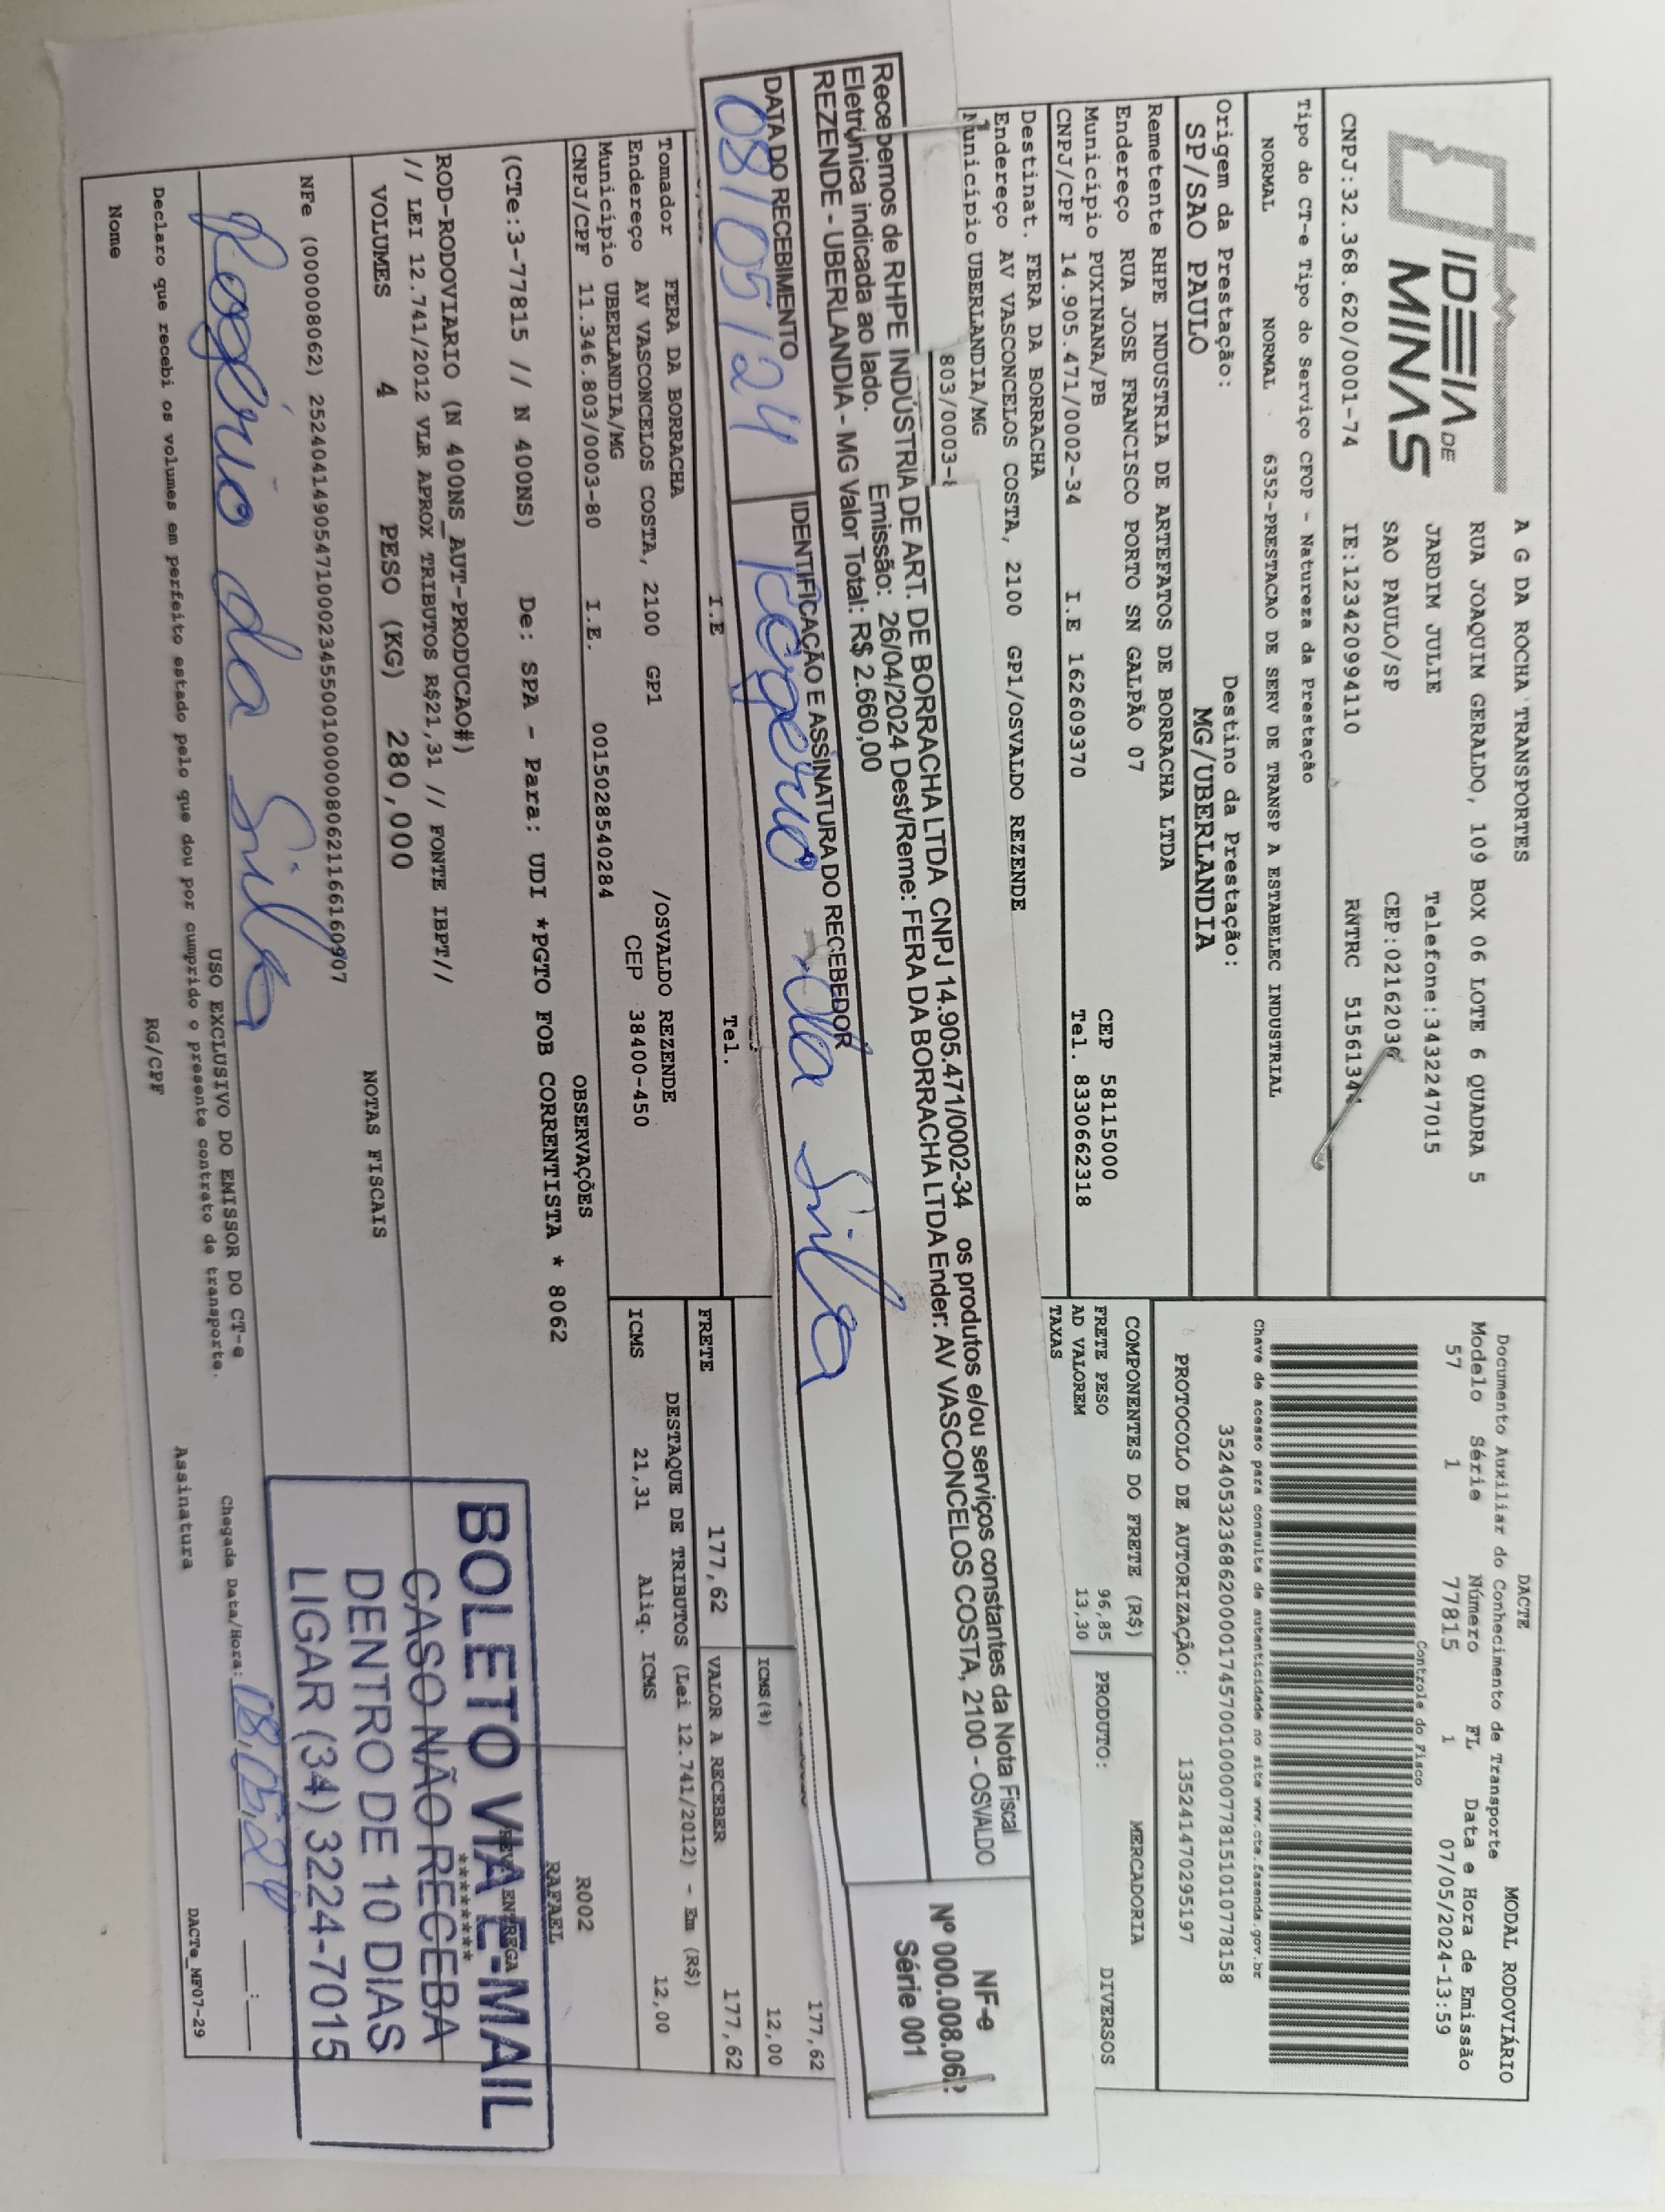 IDEIA DE
MINAS
A G DA ROCHA TRANSPORTES
RUA JOAQUIM GERALDO, 109 BOX 06 LOTE 6 QUADRA 5
JARDIM JULIE Telefone:3432247015
SAO PAULO/SP CEP:02162030
CNPJ:32.368.620/0001-74 IE:123420994110 RNTRC 5156134
Tipo do CT-e Tipo do Serviço CFOP - Natureza da Prestação
NORMAL NORMAL 6352-PRESTACAO DE SERV DE TRANSP A ESTABELEC INDUSTRIAL
Origem da Prestação: Destino da Prestação:
SP/SAO PAULO MG/UBERLANDIA
DACTE MODAL RODOVIÁRIO
Documento Auxiliar do Conhecimento de Transporte
Modelo Série Número FL Data e Hora de Emissão
57 1 77815 1 07/05/2024-13:59
Controle do Fisco
Chave de acesso para consulta de autenticidade no site www.cte.fazenda.gov.br
35240532368620000174570010000778151010778158
PROTOCOLO DE AUTORIZAÇÃO: 135241470295197
Remetente RHPE INDUSTRIA DE ARTEFATOS DE BORRACHA LTDA
Endereço RUA JOSE FRANCISCO PORTO SN GALPÃO 07
Município PUXINANA/PB CEP 58115000
CNPJ/CPF 14.905.471/0002-34 I.E 162609370 Tel. 8330662318
Destinat. FERA DA BORRACHA
Endereço AV VASCONCELOS COSTA, 2100 GP1/OSVALDO REZENDE
Município UBERLANDIA/MG
803/0003-
COMPONENTES DO FRETE (R$) MERCADORIA
FRETE PESO 96,85 PRODUTO: DIVERSOS
AD VALOREM 13,30
TAXAS
Recebemos de RHPE INDÚSTRIA DE ART. DE BORRACHA LTDA CNPJ 14.905.471/0002-34 os produtos e/ou serviços constantes da Nota Fiscal
Eletrônica indicada ao lado. Emissão: 26/04/2024 Dest/Reme: FERA DA BORRACHA LTDA Ender: AV VASCONCELOS COSTA, 2100 - OSVALDO
REZENDE - UBERLANDIA - MG Valor Total: R$ 2.660,00
NF-e
Nº 000.008.062
Série 001
DATA DO RECEBIMENTO IDENTIFICAÇÃO E ASSINATURA DO RECEBEDOR
08/05/24 Rogério da Silva
I.E Tel.
177,62
ICMS(%) 12,00
FRETE 177,62 VALOR A RECEBER 177,62
Tomador FERA DA BORRACHA
Endereço AV VASCONCELOS COSTA, 2100 GP1 /OSVALDO REZENDE
Município UBERLANDIA/MG CEP 38400-450
CNPJ/CPF 11.346.803/0003-80 I.E. 0015028540284
DESTAQUE DE TRIBUTOS (Lei 12.741/2012) - Em (R$)
ICMS 21,31 Aliq. ICMS 12,00
OBSERVAÇÕES
(CTe:3-77815 // N 400NS) De: SPA - Para: UDI *PGTO FOB CORRENTISTA * 8062
ROD-RODOVIARIO (N 400NS_AUT-PRODUCAO#)
// LEI 12.741/2012 VLR APROX TRIBUTOS R$21,31 // FONTE IBPT//
R002
RAFAEL
VOLUMES 4 PESO (KG) 280,000
NOTAS FISCAIS
NFe (000008062) 25240414905471000234550010000080621166160907
BOLETO VIA E-MAIL
CASO NÃO RECEBA
DENTRO DE 10 DIAS
LIGAR (34) 3224-7015
Rogério da Silva
USO EXCLUSIVO DO EMISSOR DO CT-e
Declaro que recebi os volumes em perfeito estado pelo que dou por cumprido o presente contrato de transporte.
Chegada Data/Hora: 08/05/24 __:__
Nome RG/CPF Assinatura
DACTe_MF07-29